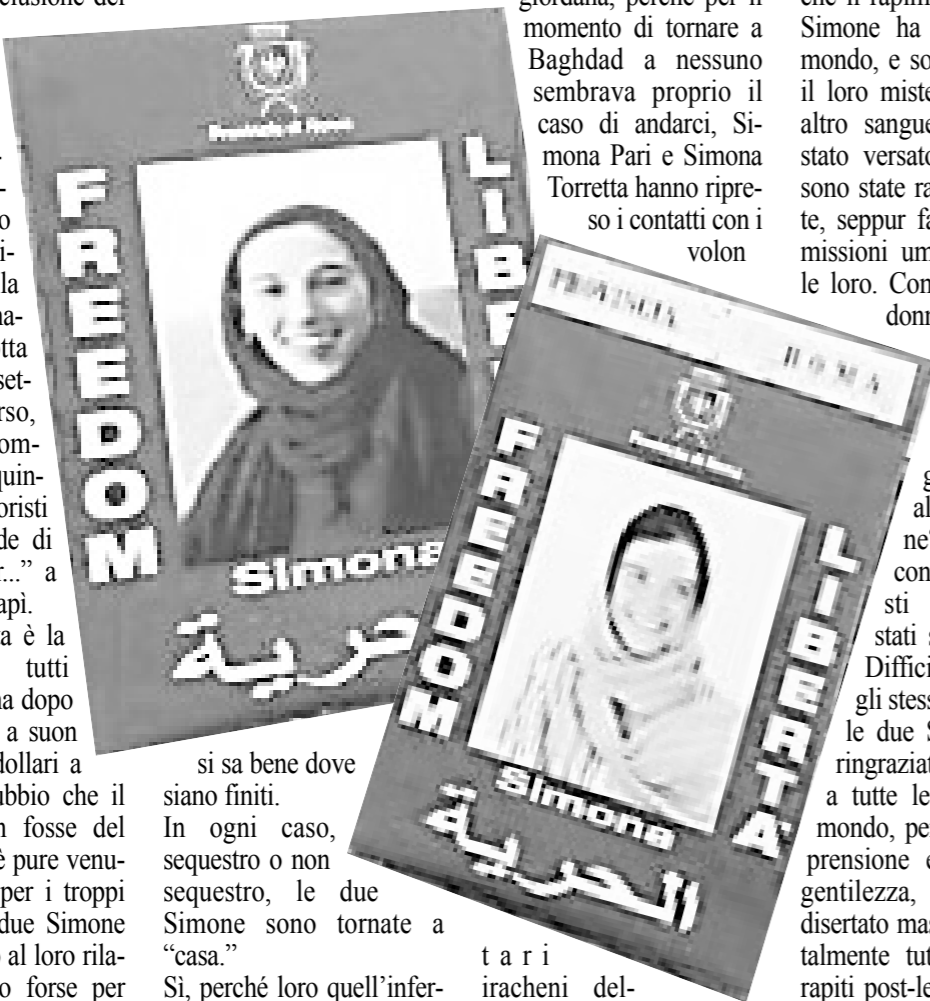 clusione del
-
-
o
i-
la
na-
otta
set-
rso,
om-
quin-
oristi
de di
r..." a
apì.
ta è la
tutti
na dopo
a suon
dollari a
ubbio che il
n fosse del
è pure venu-
per i troppi
due Simone
o al loro rila-
o forse per
FREEDOM
LIBE
Simona
FREEDOM
LIBERTA
Simona
الحرية
si sa bene dove
siano finiti.
In ogni caso,
sequestro o non
sequestro, le due
Simone sono tornate a
“casa.”
Sì, perché loro quell'infer-
giordana, perché per il
momento di tornare a
Baghdad a nessuno
sembrava proprio il
caso di andarci, Si-
mona Pari e Simona
Torretta hanno ripre-
so i contatti con i
volon
tari
iracheni del-
che il rapim
Simone ha
mondo, e so
il loro miste
altro sangue
stato versato
sono state ra
te, seppur fa
missioni um
le loro. Con
donn
g
al
ne?
con
sti
stati s
Diffici
gli stess
le due S
ringraziat
a tutte le
mondo, pe
prensione e
gentilezza,
disertato mas
talmente tut
rapiti post-le